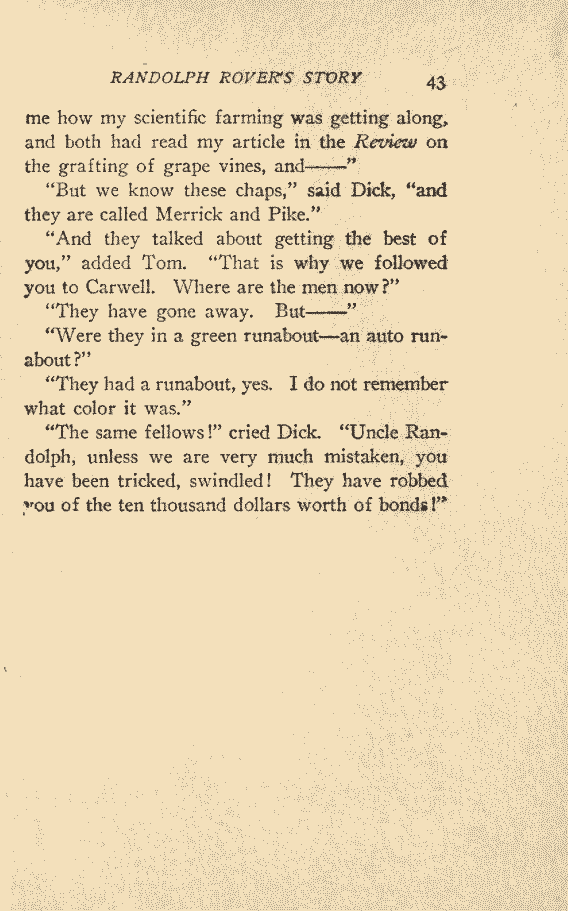 RANDOLPH ROVER'S STORY 43
me how my scientific farming was getting along,
and both had read my article in the Review on
the grafting of grape vines, and——"
"But we know these chaps," said Dick, "and
they are called Merrick and Pike."
"And they talked about getting the best of
you," added Tom. "That is why we followed
you to Carwell. Where are the men now?"
"They have gone away. But——"
"Were they in a green runabout—an auto run-
about?"
"They had a runabout, yes. I do not remember
what color it was."
"The same fellows!" cried Dick. "Uncle Ran-
dolph, unless we are very much mistaken, you
have been tricked, swindled! They have robbed
you of the ten thousand dollars worth of bonds!"